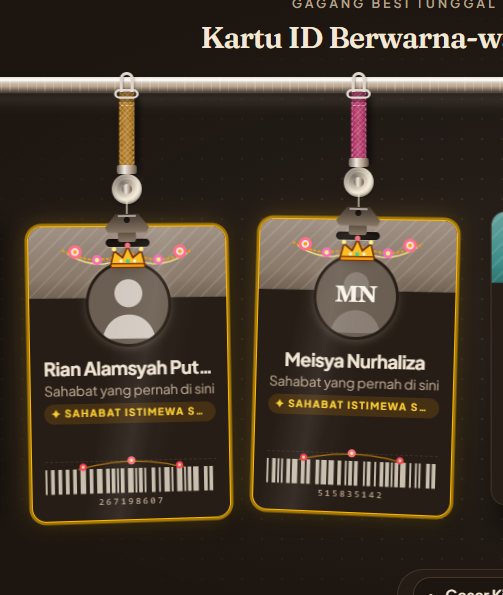 GAGANG BESI TUNGGAL
Kartu ID Berwarna-w
Rian Alamsyah Put...
Sahabat yang pernah di sini
✦ SAHABAT ISTIMEWA S...
267198607
MN
Meisya Nurhaliza
Sahabat yang pernah di sini
✦ SAHABAT ISTIMEWA S...
515835142